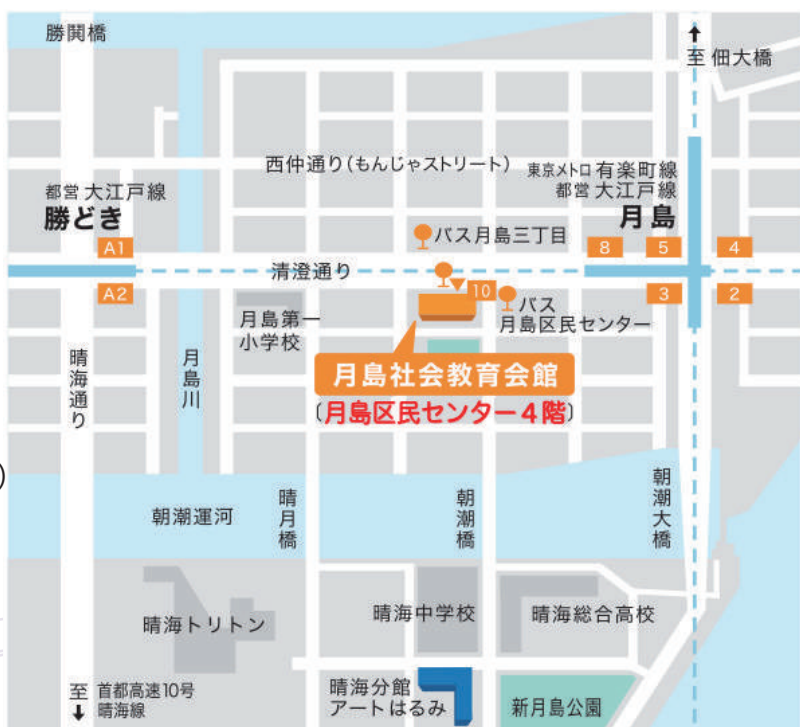 勝鬨橋
至 佃大橋
西仲通り(もんじゃストリート)
東京メトロ 有楽町線
都営 大江戸線
月島
都営 大江戸線
勝どき
A1
バス月島三丁目
8
5
4
清澄通り
A2
10
3
2
バス
月島区民センター
月島第一
小学校
月島社会教育会館
〔月島区民センター4階〕
晴海通り
月島川
)
朝潮運河
晴月橋
朝潮橋
朝潮大橋
晴海トリトン
晴海中学校
晴海総合高校
至 首都高速10号
晴海線
晴海分館
アートはるみ
新月島公園